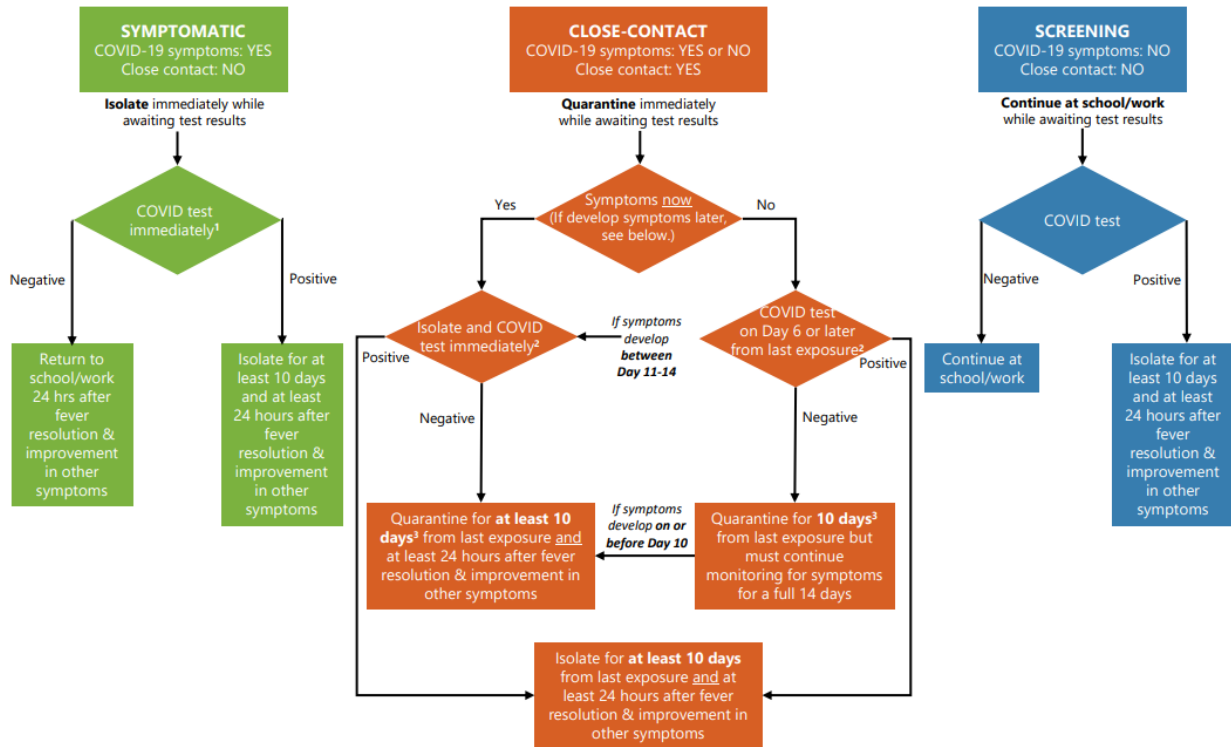 SYMPTOMATIC
COVID-19 symptoms: YES
Close contact: NO
Isolate immediately while
awaiting test results
COVID test
immediately¹
Negative
Positive
Return to
school/work
24 hrs after
fever
resolution &
improvement
in other
symptoms
Isolate for at
least 10 days
and at least
24 hours after
fever
resolution &
improvement
in other
symptoms
CLOSE-CONTACT
COVID-19 symptoms: YES or NO
Close contact: YES
Quarantine immediately
while awaiting test results
Symptoms now
(If develop symptoms later,
see below.)
Yes
No
Isolate and COVID
test immediately²
If symptoms
develop
between
Day 11-14
COVID test
on Day 6 or later
from last exposure²
Positive
Positive
Negative
Negative
Quarantine for at least 10
days³ from last exposure and
at least 24 hours after fever
resolution & improvement in
other symptoms
If symptoms
develop on or
before Day 10
Quarantine for 10 days³
from last exposure but
must continue
monitoring for symptoms
for a full 14 days
Isolate for at least 10 days
from last exposure and at
least 24 hours after fever
resolution & improvement in
other symptoms
SCREENING
COVID-19 symptoms: NO
Close contact: NO
Continue at school/work
while awaiting test results
COVID test
Negative
Positive
Continue at
school/work
Isolate for at
least 10 days
and at least
24 hours after
fever
resolution &
improvement
in other
symptoms